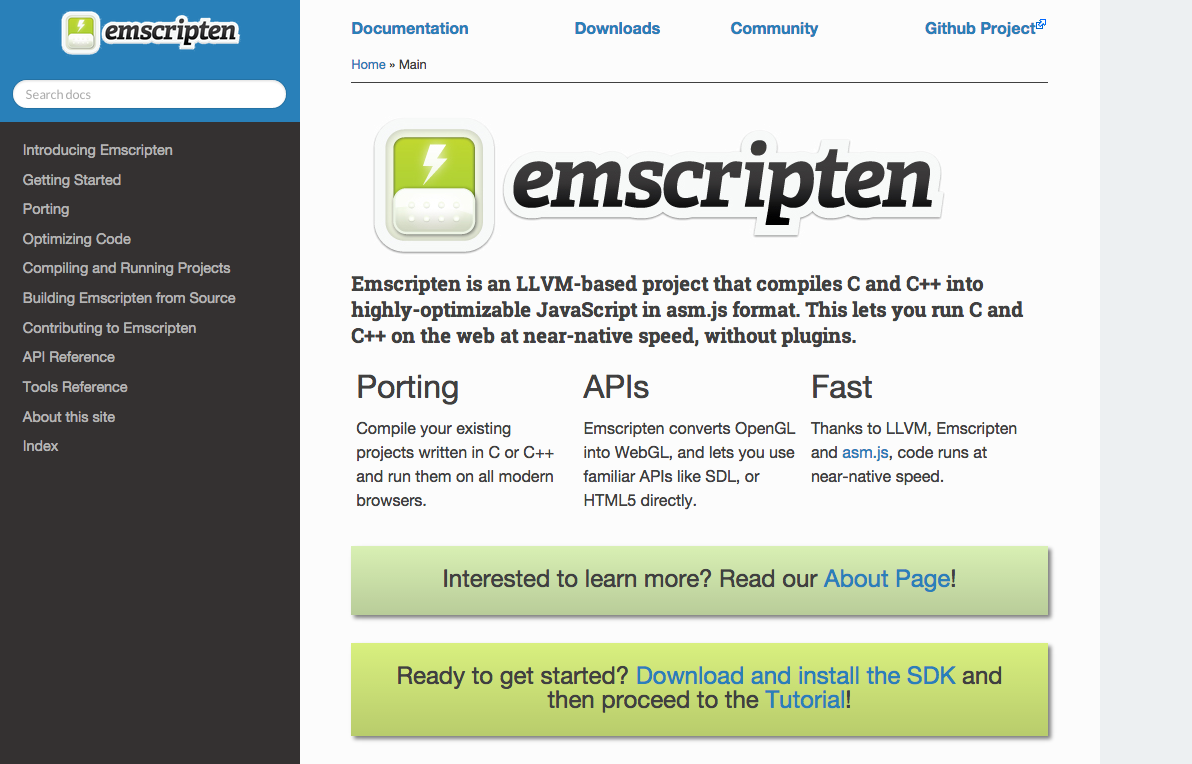 emscripten
Search docs
Introducing Emscripten
Getting Started
Porting
Optimizing Code
Compiling and Running Projects
Building Emscripten from Source
Contributing to Emscripten
API Reference
Tools Reference
About this site
Index
Documentation Downloads Community Github Project
Home » Main
emscripten
Emscripten is an LLVM-based project that compiles C and C++ into
highly-optimizable JavaScript in asm.js format. This lets you run C and
C++ on the web at near-native speed, without plugins.
Porting
Compile your existing
projects written in C or C++
and run them on all modern
browsers.
APIs
Emscripten converts OpenGL
into WebGL, and lets you use
familiar APIs like SDL, or
HTML5 directly.
Fast
Thanks to LLVM, Emscripten
and asm.js, code runs at
near-native speed.
Interested to learn more? Read our About Page!
Ready to get started? Download and install the SDK and
then proceed to the Tutorial!